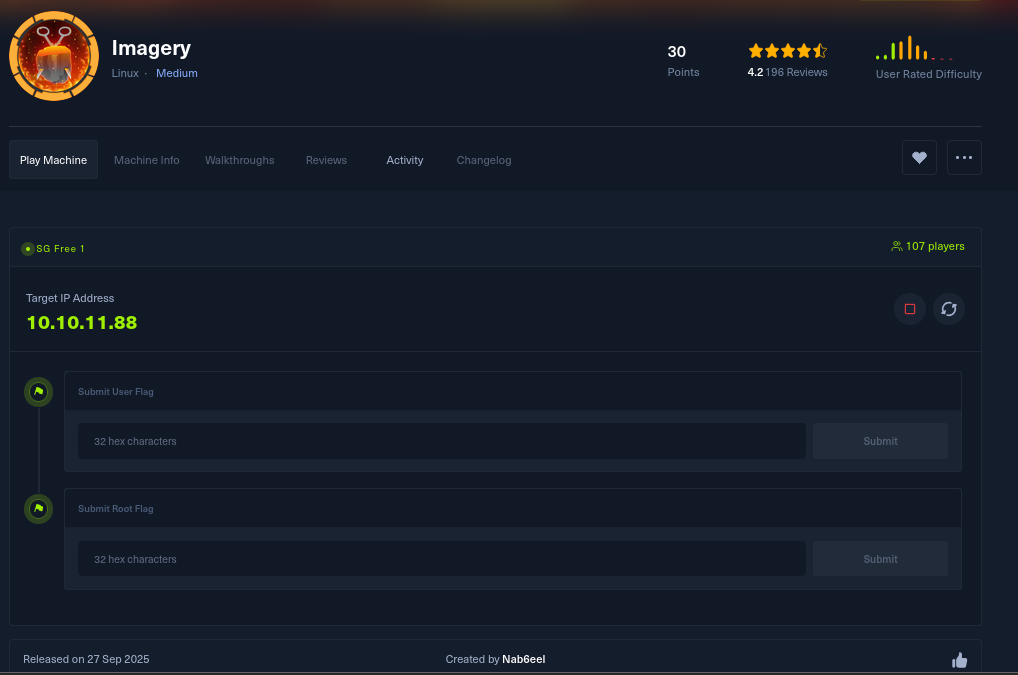 Imagery
Linux · Medium
30
Points
4.2 196 Reviews
User Rated Difficulty
Play Machine
Machine Info
Walkthroughs
Reviews
Activity
Changelog
SG Free 1
107 players
Target IP Address
10.10.11.88
Submit User Flag
32 hex characters
Submit
Submit Root Flag
32 hex characters
Submit
Released on 27 Sep 2025
Created by Nab6eel